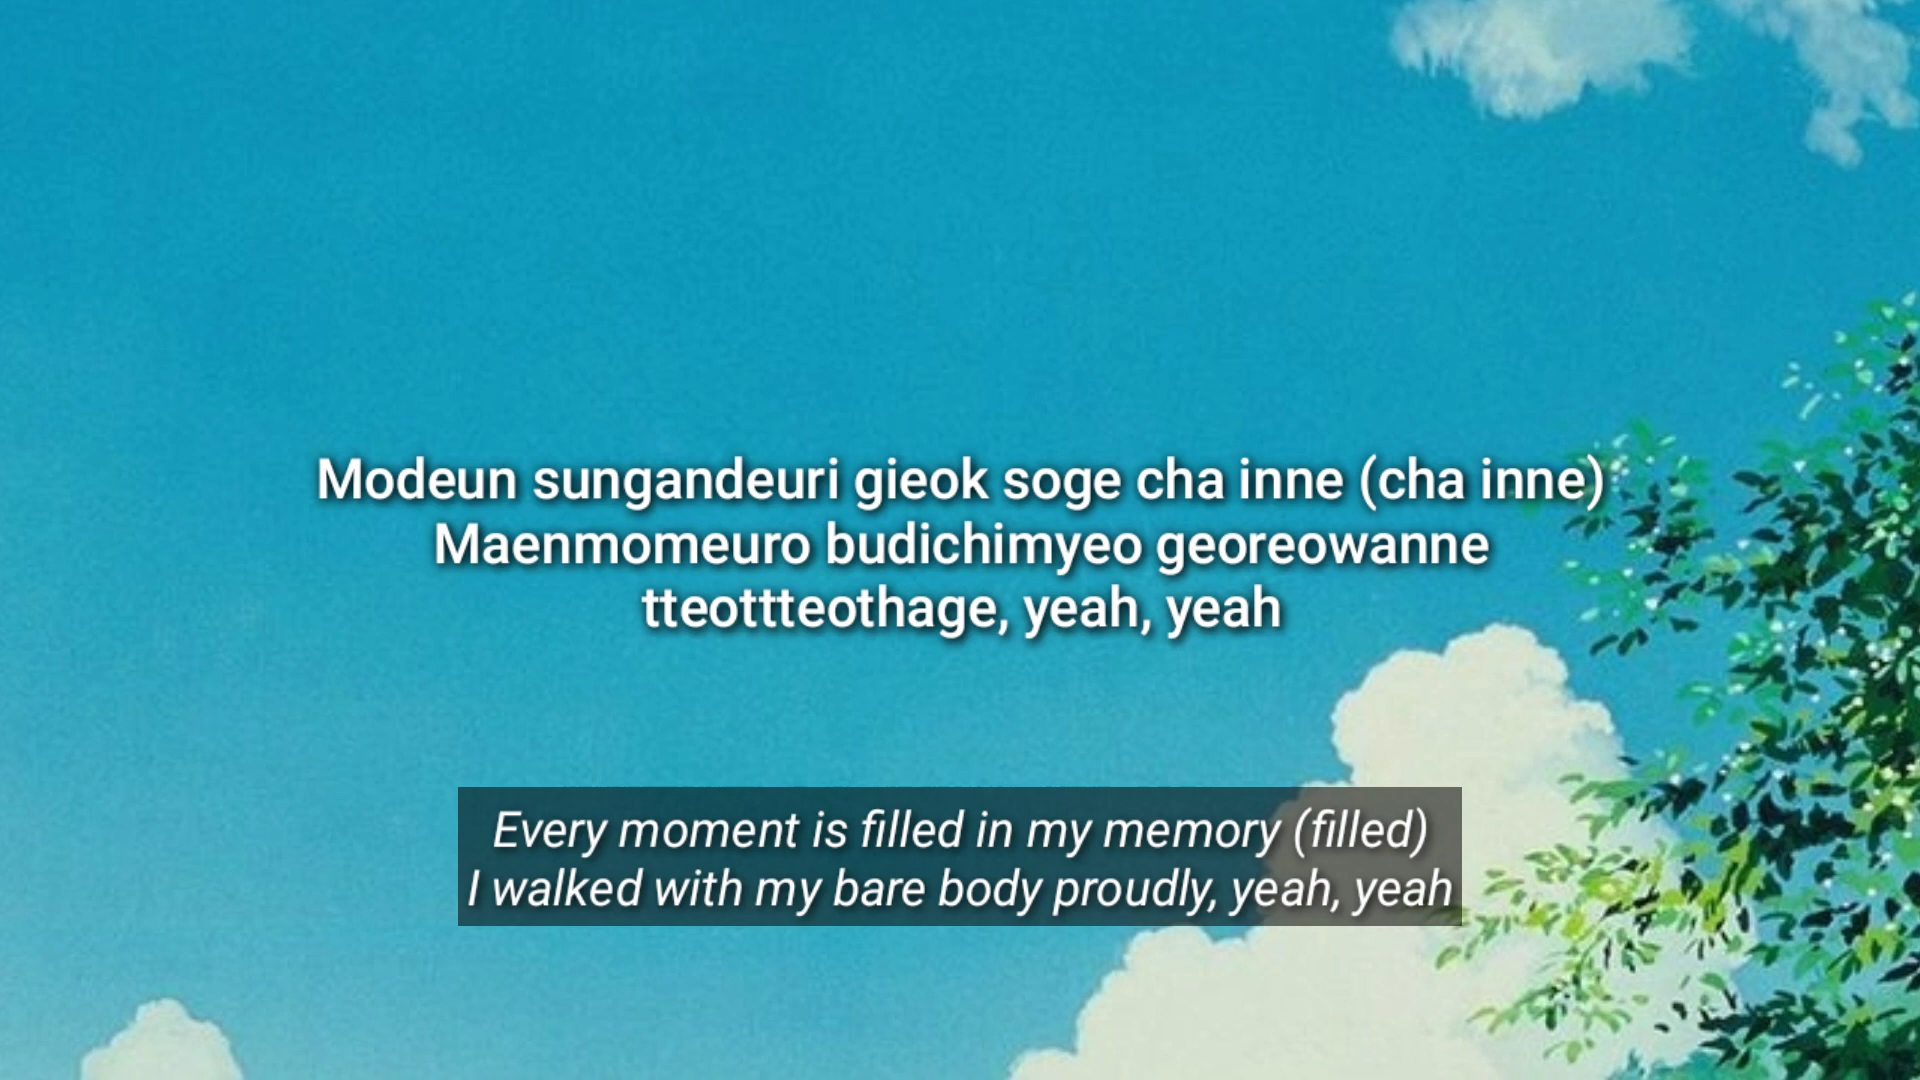 Modeun sungandeuri gieok soge cha inne (cha inne)
Maenmomeuro budichimyeo georeowanne
tteottteothage, yeah, yeah
Every moment is filled in my memory (filled)
I walked with my bare body proudly, yeah, yeah